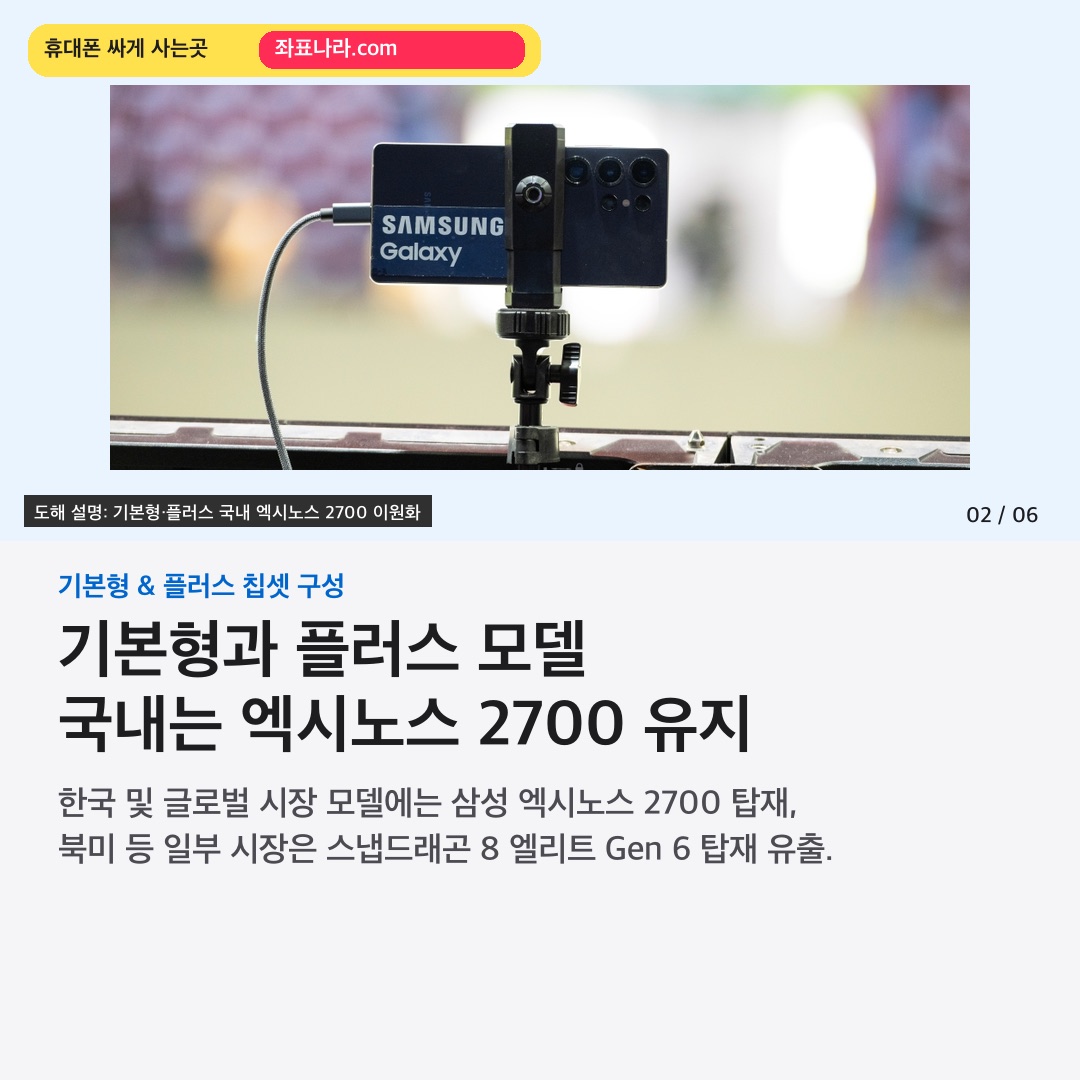 휴대폰 싸게 사는곳
좌표나라.com
SAMSUNG
Galaxy
도해 설명: 기본형·플러스 국내 엑시노스 2700 이원화
02 / 06
기본형 & 플러스 칩셋 구성
기본형과 플러스 모델
국내는 엑시노스 2700 유지
한국 및 글로벌 시장 모델에는 삼성 엑시노스 2700 탑재,
북미 등 일부 시장은 스냅드래곤 8 엘리트 Gen 6 탑재 유출.